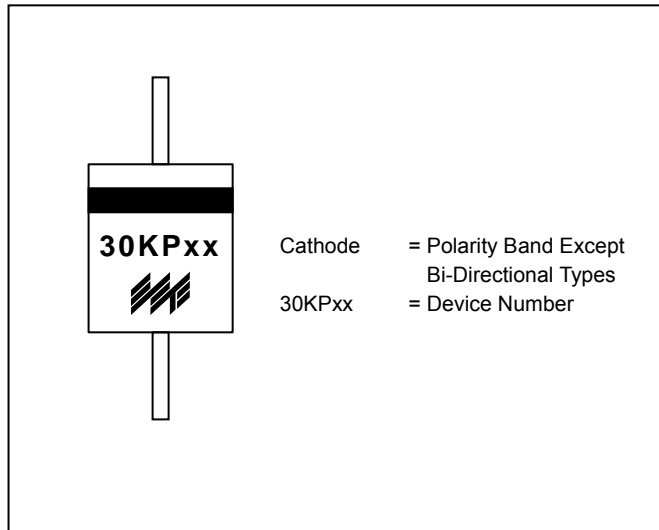 30KPxx
Cathode = Polarity Band Except
Bi-Directional Types
30KPxx = Device Number